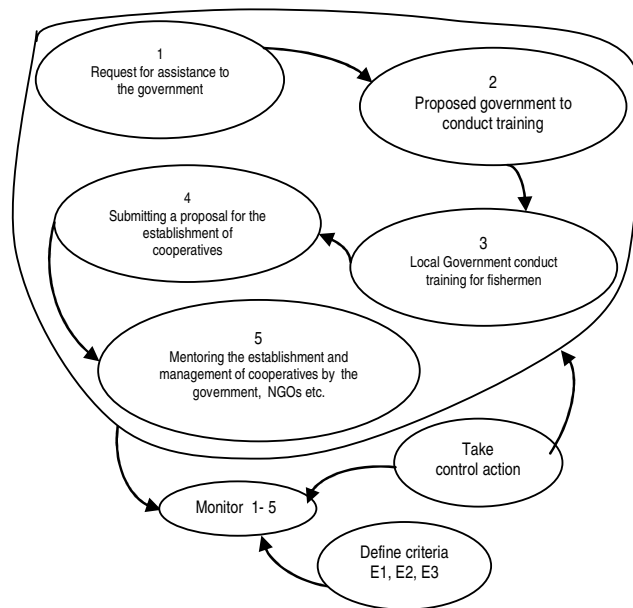 1
Request for assistance to
the government
2
Proposed government to
conduct training
3
Local Government conduct
training for fishermen
4
Submitting a proposal for the
establishment of
cooperatives
5
Mentoring the establishment and
management of cooperatives by the
government, NGOs etc.
Take
control action
Monitor 1- 5
Define criteria
E1, E2, E3